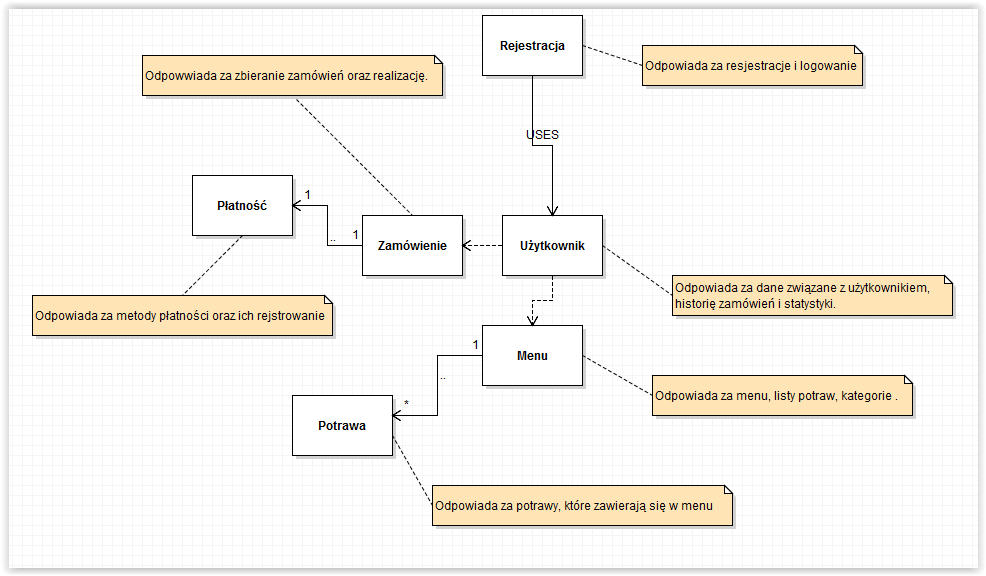 Rejestracja
Odpowwiada za zbieranie zamówień oraz realizację.
Odpowiada za resjestracje i logowanie
USES
Płatność
1
..
1
Zamówienie
Użytkownik
Odpowiada za dane związane z użytkownikiem,
historię zamówień i statystyki.
Odpowiada za metody płatności oraz ich rejstrowanie
1
Menu
..
*
Potrawa
Odpowiada za menu, listy potraw, kategorie .
Odpowiada za potrawy, które zawierają się w menu